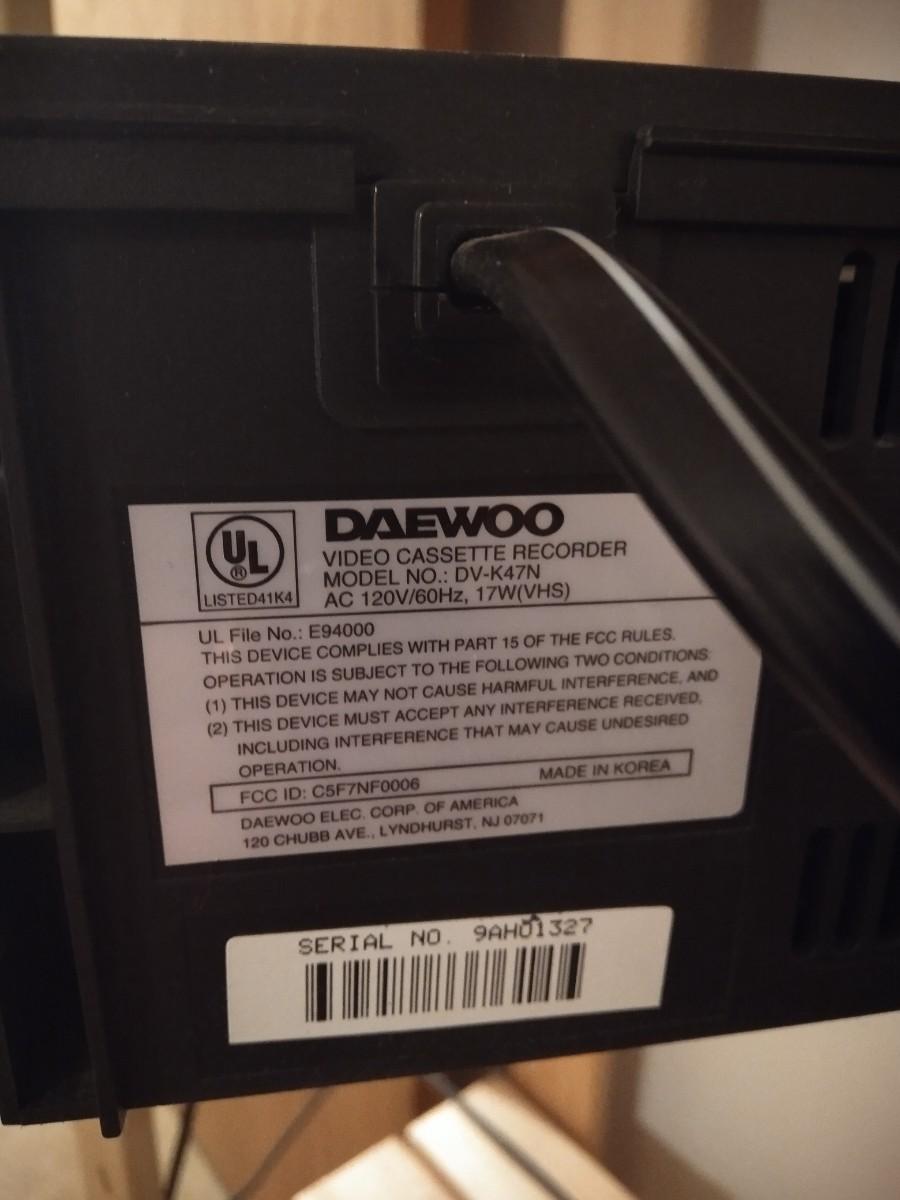 UL
®
LISTED41K4
DAEWOO
VIDEO CASSETTE RECORDER
MODEL NO.: DV-K47N
AC 120V/60Hz, 17W(VHS)
UL File No.: E94000
THIS DEVICE COMPLIES WITH PART 15 OF THE FCC RULES.
OPERATION IS SUBJECT TO THE FOLLOWING TWO CONDITIONS:
(1) THIS DEVICE MAY NOT CAUSE HARMFUL INTERFERENCE, AND
(2) THIS DEVICE MUST ACCEPT ANY INTERFERENCE RECEIVED,
INCLUDING INTERFERENCE THAT MAY CAUSE UNDESIRED
OPERATION.
FCC ID: C5F7NF0006 MADE IN KOREA
DAEWOO ELEC. CORP. OF AMERICA
120 CHUBB AVE., LYNDHURST, NJ 07071
SERIAL NO. 9AH01327